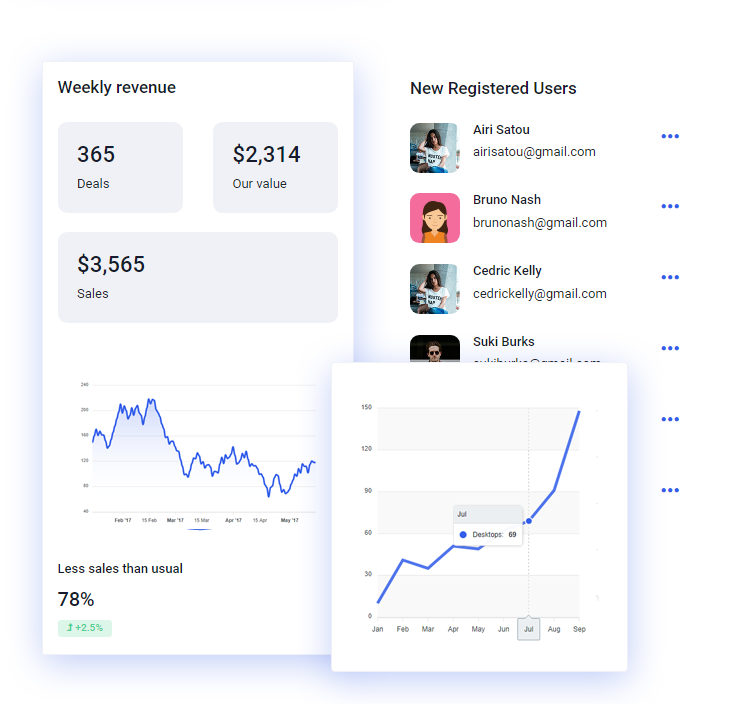 Weekly revenue
365
Deals
$2,314
Our value
$3,565
Sales
240
200
160
120
80
40
Feb '17 15 Feb Mar '17 15 Mar Apr '17 15 Apr May '17
Less sales than usual
78%
+2.5%
New Registered Users
Airi Satou
airisatou@gmail.com
Bruno Nash
brunonash@gmail.com
Cedric Kelly
cedrickelly@gmail.com
Suki Burks
sukiburks@gmail.com
150
120
90
60
30
0
Jul
Desktops: 69
Jan Feb Mar Apr May Jun Jul Aug Sep